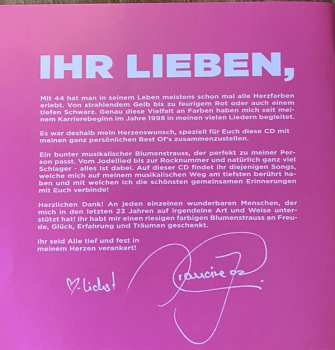 IHR LIEBEN,
Mit 44 hat man in seinem Leben meistens schon mal alle Herzfarben
erlebt. Von strahlendem Gelb bis zu feurigem Rot oder auch einem
tiefen Schwarz. Genau diese Vielfalt an Farben haben mich seit mei-
nem Karrierebeginn im Jahre 1998 in meinen vielen Liedern begleitet.
Es war deshalb mein Herzenswunsch, speziell für Euch diese CD mit
meinen ganz persönlichen Best Of's zusammenzustellen.
Ein bunter musikalischer Blumenstrauss, der perfekt zu meiner Per-
son passt. Vom Jodellied bis zur Rocknummer und natürlich ganz viel
Schlager - alles ist dabei. Auf dieser CD findet ihr diejenigen Songs,
welche mich auf meinem musikalischen Weg am tiefsten berührt ha-
ben und mit welchen ich die schönsten gemeinsamen Erinnerungen
mit Euch verbinde!
Herzlichen Dank! An jeden einzelnen wunderbaren Menschen, der
mich in den letzten 23 Jahren auf irgendeine Art und Weise unter-
stützt hat! Ihr habt mir einen riesigen farbigen Blumenstrauss an Freu-
de, Glück, Erfahrung und Träumen geschenkt.
Ihr seid Alle tief und fest in
meinem Herzen verankert!